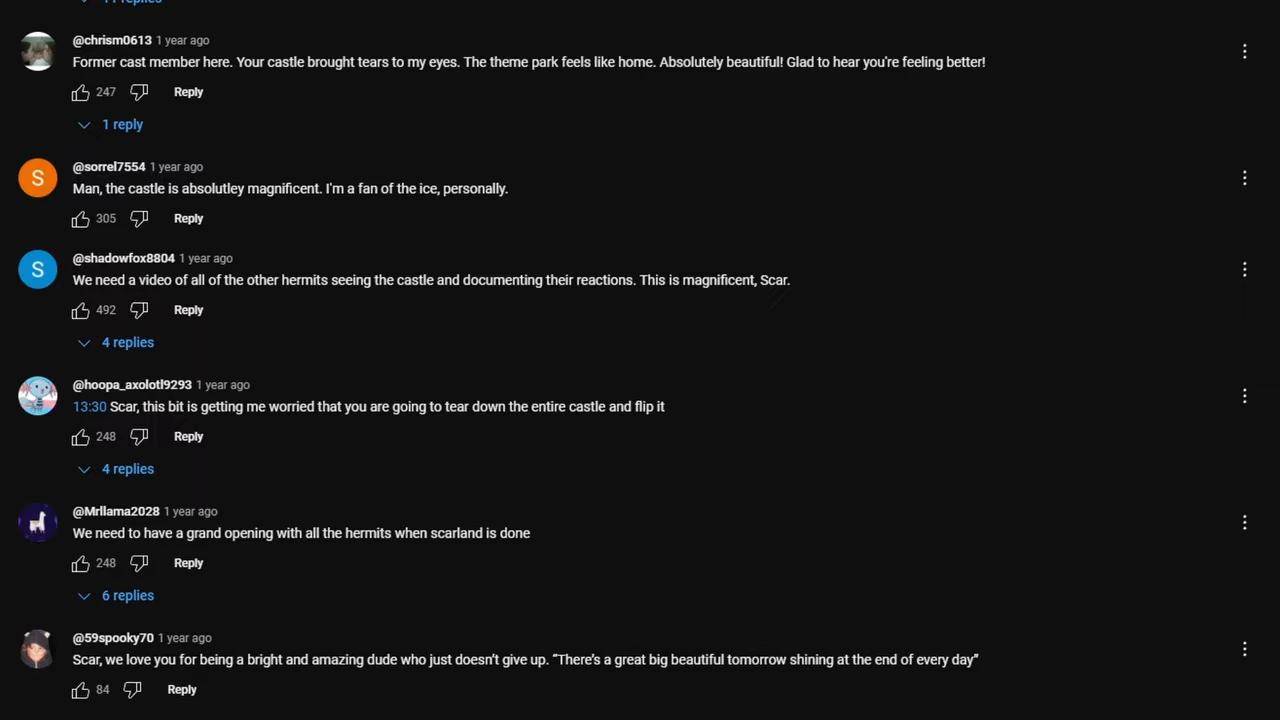 @chrism0613 1 year ago
Former cast member here. Your castle brought tears to my eyes. The theme park feels like home. Absolutely beautiful! Glad to hear you're feeling better!
247 Reply
1 reply
S
@sorrel7554 1 year ago
Man, the castle is absolutley magnificent. I'm a fan of the ice, personally.
305 Reply
S
@shadowfox8804 1 year ago
We need a video of all of the other hermits seeing the castle and documenting their reactions. This is magnificent, Scar.
492 Reply
4 replies
@hoopa_axolotl9293 1 year ago
13:30 Scar, this bit is getting me worried that you are going to tear down the entire castle and flip it
248 Reply
4 replies
@Mrllama2028 1 year ago
We need to have a grand opening with all the hermits when scarland is done
248 Reply
6 replies
@59spooky70 1 year ago
Scar, we love you for being a bright and amazing dude who just doesn't give up. “There's a great big beautiful tomorrow shining at the end of every day”
84 Reply